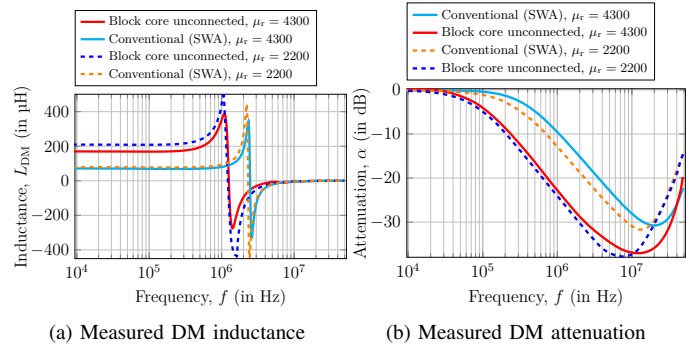 Block core unconnected, μr = 4300
Conventional (SWA), μr = 4300
Block core unconnected, μr = 2200
Conventional (SWA), μr = 2200
Inductance, LDM (in μH)
400
200
0
−200
−400
10^4
10^5
10^6
10^7
Frequency, f (in Hz)
(a) Measured DM inductance
Conventional (SWA), μr = 4300
Block core unconnected, μr = 4300
Conventional (SWA), μr = 2200
Block core unconnected, μr = 2200
Attenuation, α (in dB)
0
−10
−20
−30
10^4
10^5
10^6
10^7
Frequency, f (in Hz)
(b) Measured DM attenuation